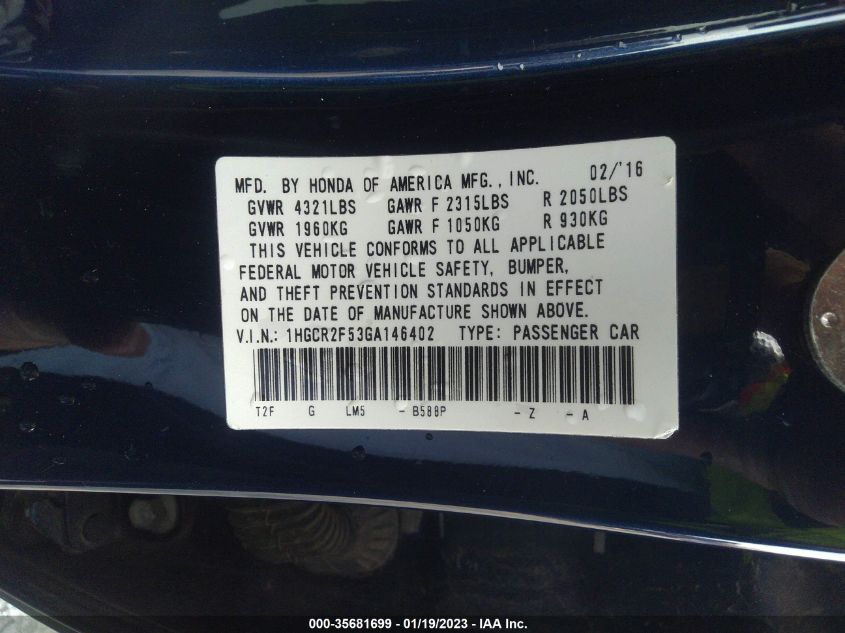 MFD. BY HONDA OF AMERICA MFG., INC. 02/'16
GVWR 4321LBS GAWR F 2315LBS R 2050LBS
GVWR 1960KG GAWR F 1050KG R 930KG
THIS VEHICLE CONFORMS TO ALL APPLICABLE
FEDERAL MOTOR VEHICLE SAFETY, BUMPER,
AND THEFT PREVENTION STANDARDS IN EFFECT
ON THE DATE OF MANUFACTURE SHOWN ABOVE.
V.I.N.: 1HGCR2F53GA146402 TYPE: PASSENGER CAR
T2F G LM5 - B588P - Z - A
000-35681699 - 01/19/2023 - IAA Inc.